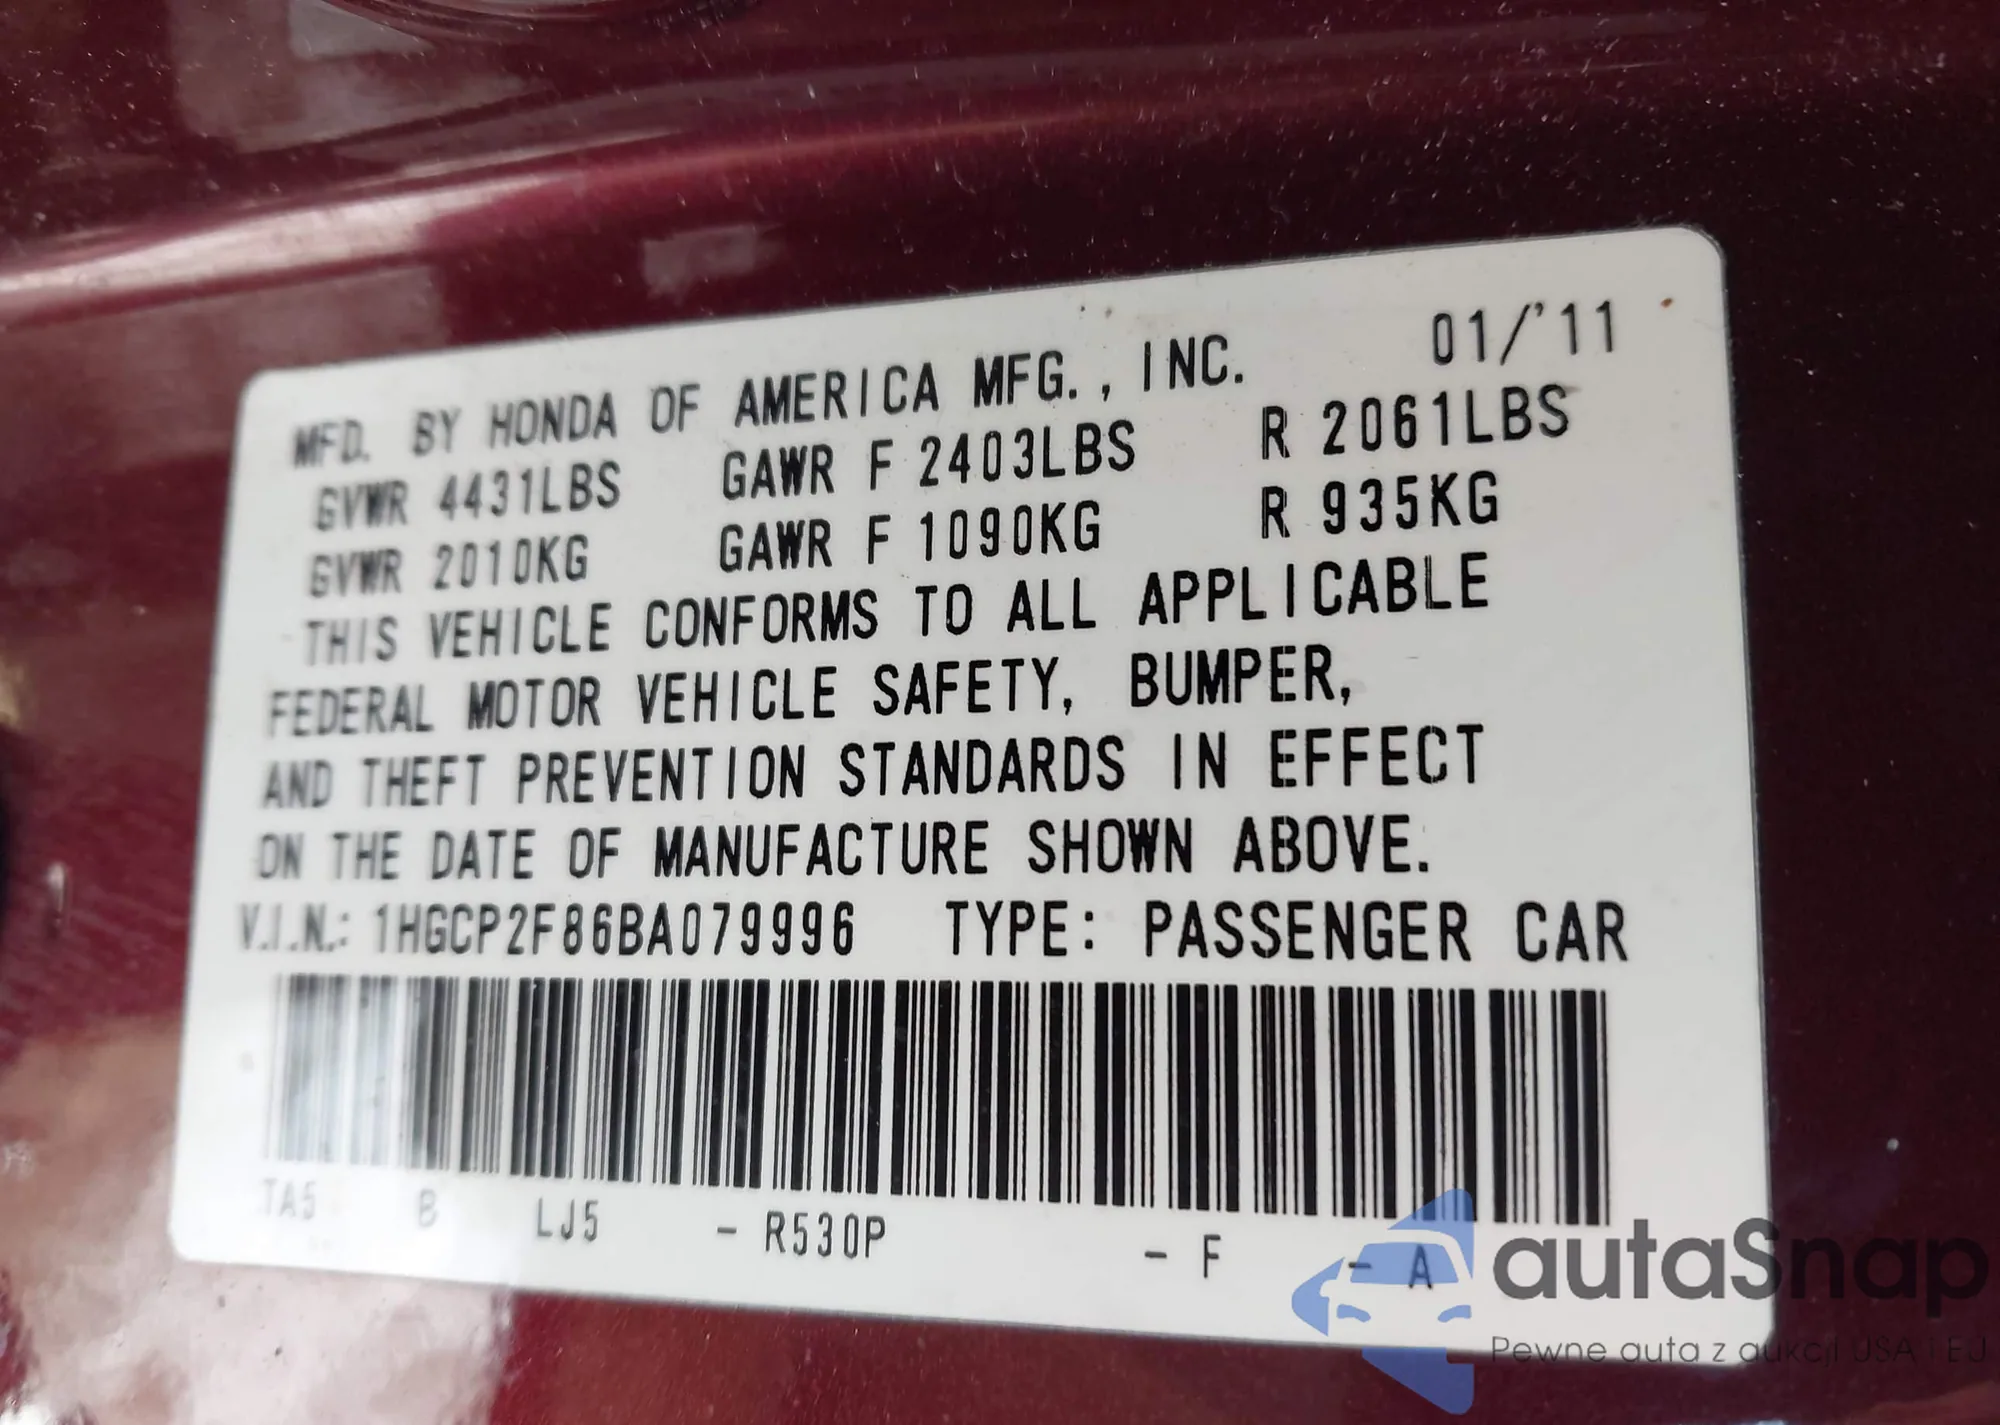 MFD. BY HONDA OF AMERICA MFG., INC. 01/'11
GVWR 4431LBS GAWR F 2403LBS R 2061LBS
GVWR 2010KG GAWR F 1090KG R 935KG
THIS VEHICLE CONFORMS TO ALL APPLICABLE
FEDERAL MOTOR VEHICLE SAFETY, BUMPER,
AND THEFT PREVENTION STANDARDS IN EFFECT
ON THE DATE OF MANUFACTURE SHOWN ABOVE.
V.I.N.: 1HGCP2F86BA079996 TYPE: PASSENGER CAR
TA5 B LJ5 - R530P - F - A
autaSnap
Pewne auta z aukcji USA i EU